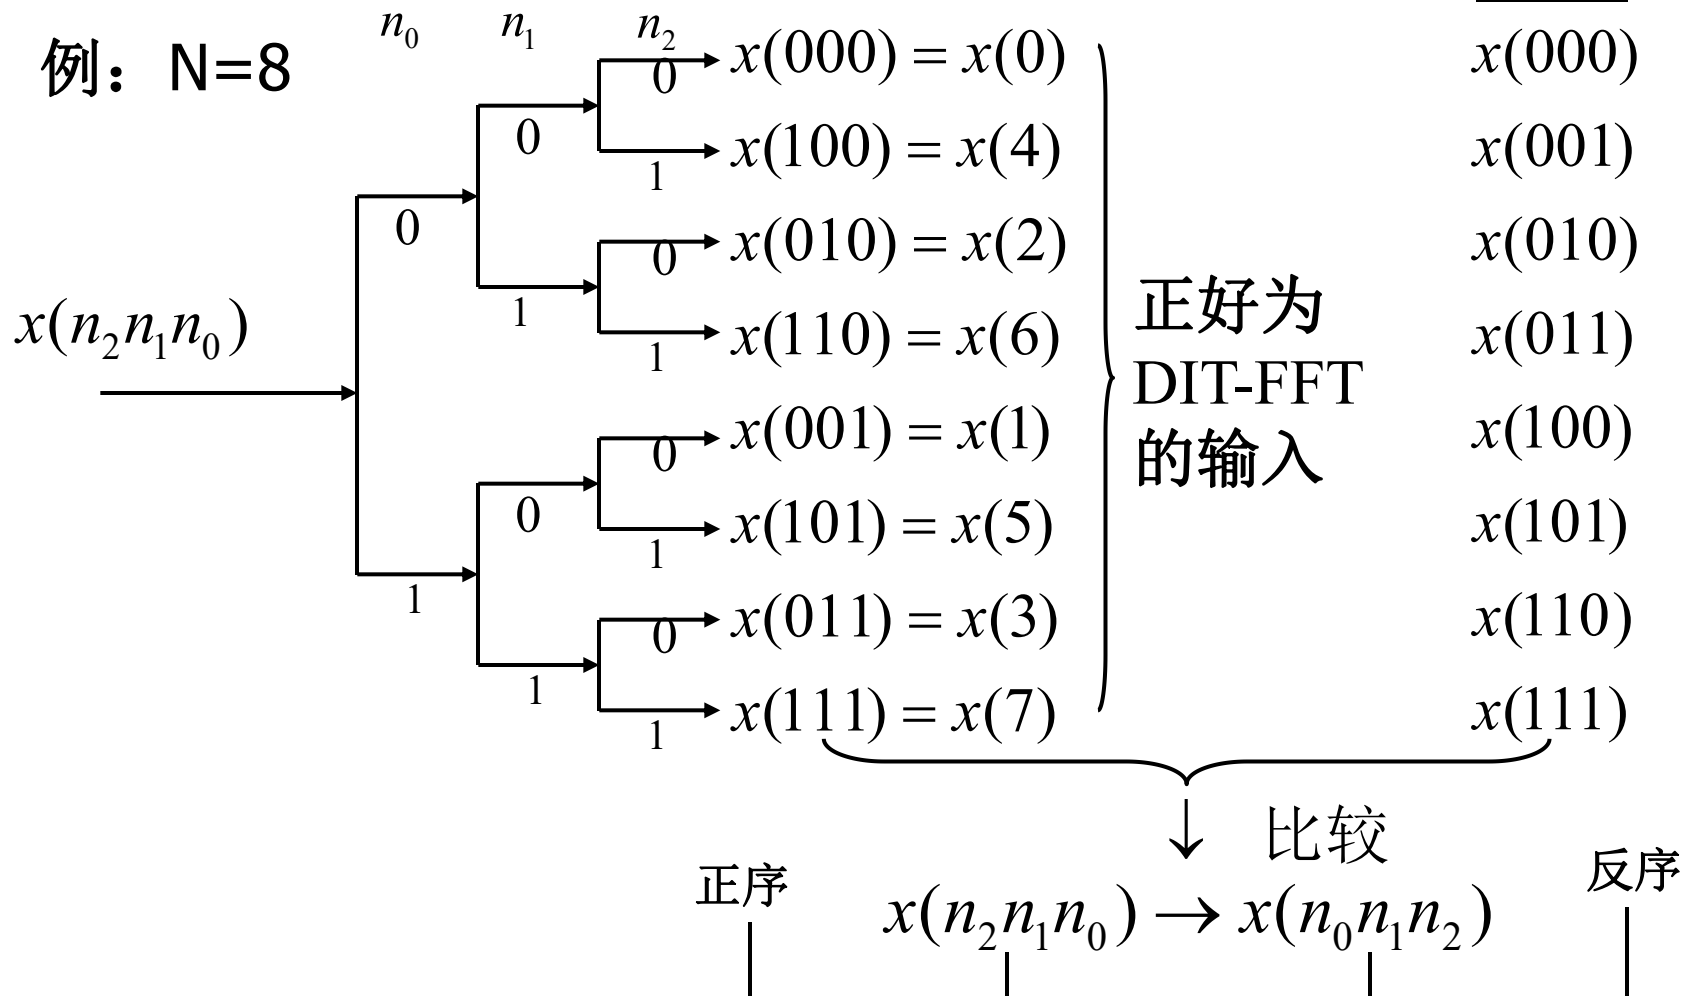 例：N=8
n₀ n₁ n₂
x(n₂n₁n₀)
0 x(000) = x(0) x(000)
0
1 x(100) = x(4) x(001)
0
0 x(010) = x(2) x(010)
1
1 x(110) = x(6) x(011)
0 x(001) = x(1) x(100)
0
1 x(101) = x(5) x(101)
1
0 x(011) = x(3) x(110)
1
1 x(111) = x(7) x(111)
正好为
DIT-FFT
的输入
↓ 比较
正序 x(n₂n₁n₀) → x(n₀n₁n₂) 反序